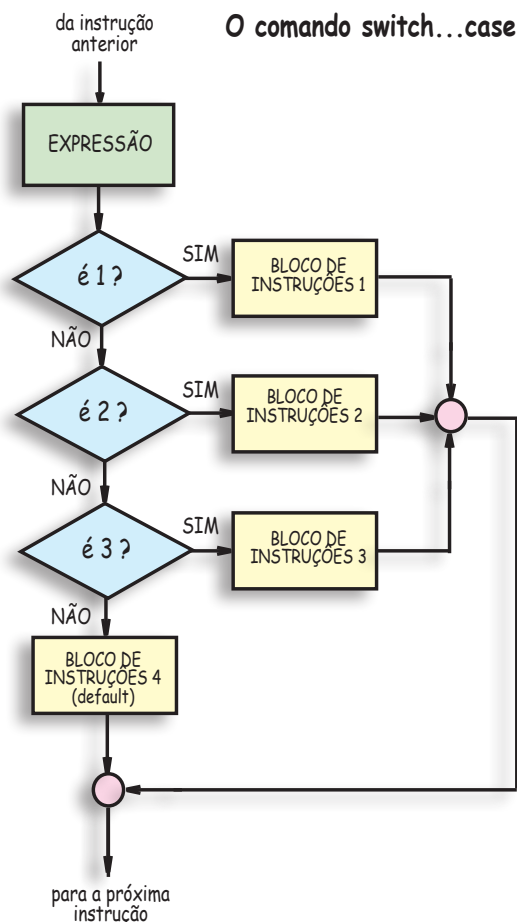 da instrução
anterior
O comando switch...case
EXPRESSÃO
é 1 ?
SIM
BLOCO DE
INSTRUÇÕES 1
NÃO
é 2 ?
SIM
BLOCO DE
INSTRUÇÕES 2
NÃO
é 3 ?
SIM
BLOCO DE
INSTRUÇÕES 3
NÃO
BLOCO DE
INSTRUÇÕES 4
(default)
para a próxima
instrução